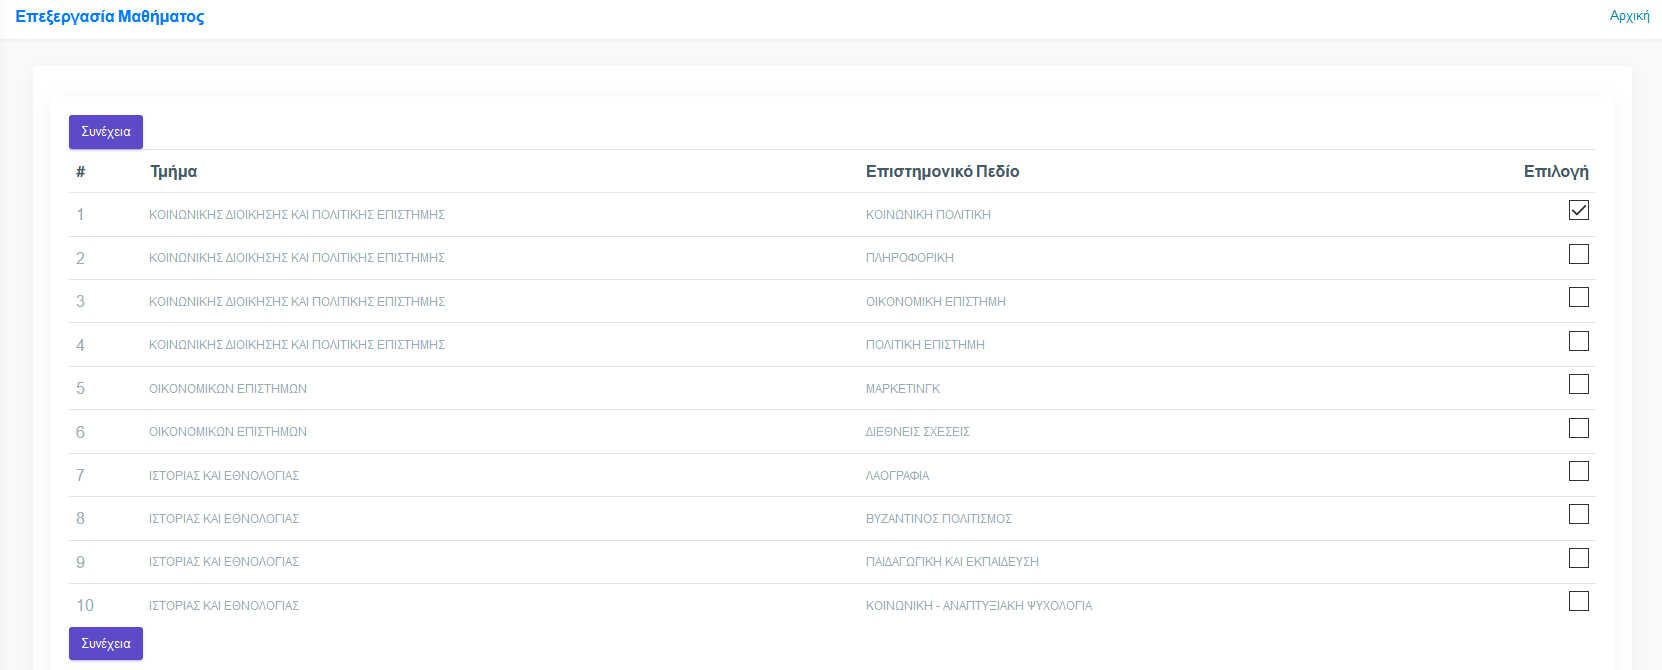 Επεξεργασία Μαθήματος Αρχική
Συνέχεια
# Τμήμα Επιστημονικό Πεδίο Επιλογή
1 ΚΟΙΝΩΝΙΚΗΣ ΔΙΟΙΚΗΣΗΣ ΚΑΙ ΠΟΛΙΤΙΚΗΣ ΕΠΙΣΤΗΜΗΣ ΚΟΙΝΩΝΙΚΗ ΠΟΛΙΤΙΚΗ
2 ΚΟΙΝΩΝΙΚΗΣ ΔΙΟΙΚΗΣΗΣ ΚΑΙ ΠΟΛΙΤΙΚΗΣ ΕΠΙΣΤΗΜΗΣ ΠΛΗΡΟΦΟΡΙΚΗ
3 ΚΟΙΝΩΝΙΚΗΣ ΔΙΟΙΚΗΣΗΣ ΚΑΙ ΠΟΛΙΤΙΚΗΣ ΕΠΙΣΤΗΜΗΣ ΟΙΚΟΝΟΜΙΚΗ ΕΠΙΣΤΗΜΗ
4 ΚΟΙΝΩΝΙΚΗΣ ΔΙΟΙΚΗΣΗΣ ΚΑΙ ΠΟΛΙΤΙΚΗΣ ΕΠΙΣΤΗΜΗΣ ΠΟΛΙΤΙΚΗ ΕΠΙΣΤΗΜΗ
5 ΟΙΚΟΝΟΜΙΚΩΝ ΕΠΙΣΤΗΜΩΝ ΜΑΡΚΕΤΙΝΓΚ
6 ΟΙΚΟΝΟΜΙΚΩΝ ΕΠΙΣΤΗΜΩΝ ΔΙΕΘΝΕΙΣ ΣΧΕΣΕΙΣ
7 ΙΣΤΟΡΙΑΣ ΚΑΙ ΕΘΝΟΛΟΓΙΑΣ ΛΑΟΓΡΑΦΙΑ
8 ΙΣΤΟΡΙΑΣ ΚΑΙ ΕΘΝΟΛΟΓΙΑΣ ΒΥΖΑΝΤΙΝΟΣ ΠΟΛΙΤΙΣΜΟΣ
9 ΙΣΤΟΡΙΑΣ ΚΑΙ ΕΘΝΟΛΟΓΙΑΣ ΠΑΙΔΑΓΩΓΙΚΗ ΚΑΙ ΕΚΠΑΙΔΕΥΣΗ
10 ΙΣΤΟΡΙΑΣ ΚΑΙ ΕΘΝΟΛΟΓΙΑΣ ΚΟΙΝΩΝΙΚΗ - ΑΝΑΠΤΥΞΙΑΚΗ ΨΥΧΟΛΟΓΙΑ
Συνέχεια